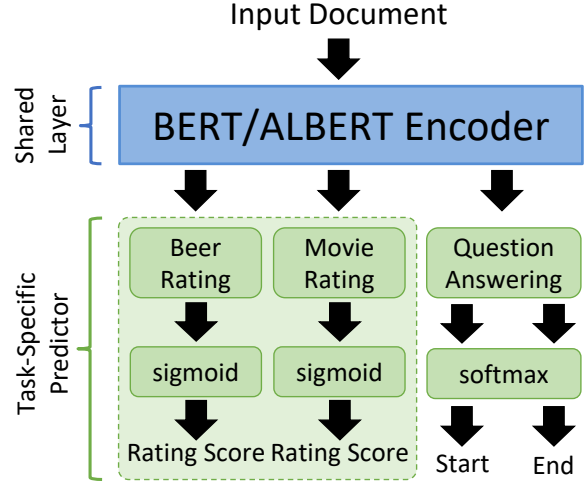 Input Document
Shared
Layer
BERT/ALBERT Encoder
Task-Specific
Predictor
Beer
Rating
Movie
Rating
Question
Answering
sigmoid
sigmoid
softmax
Rating Score
Rating Score
Start
End